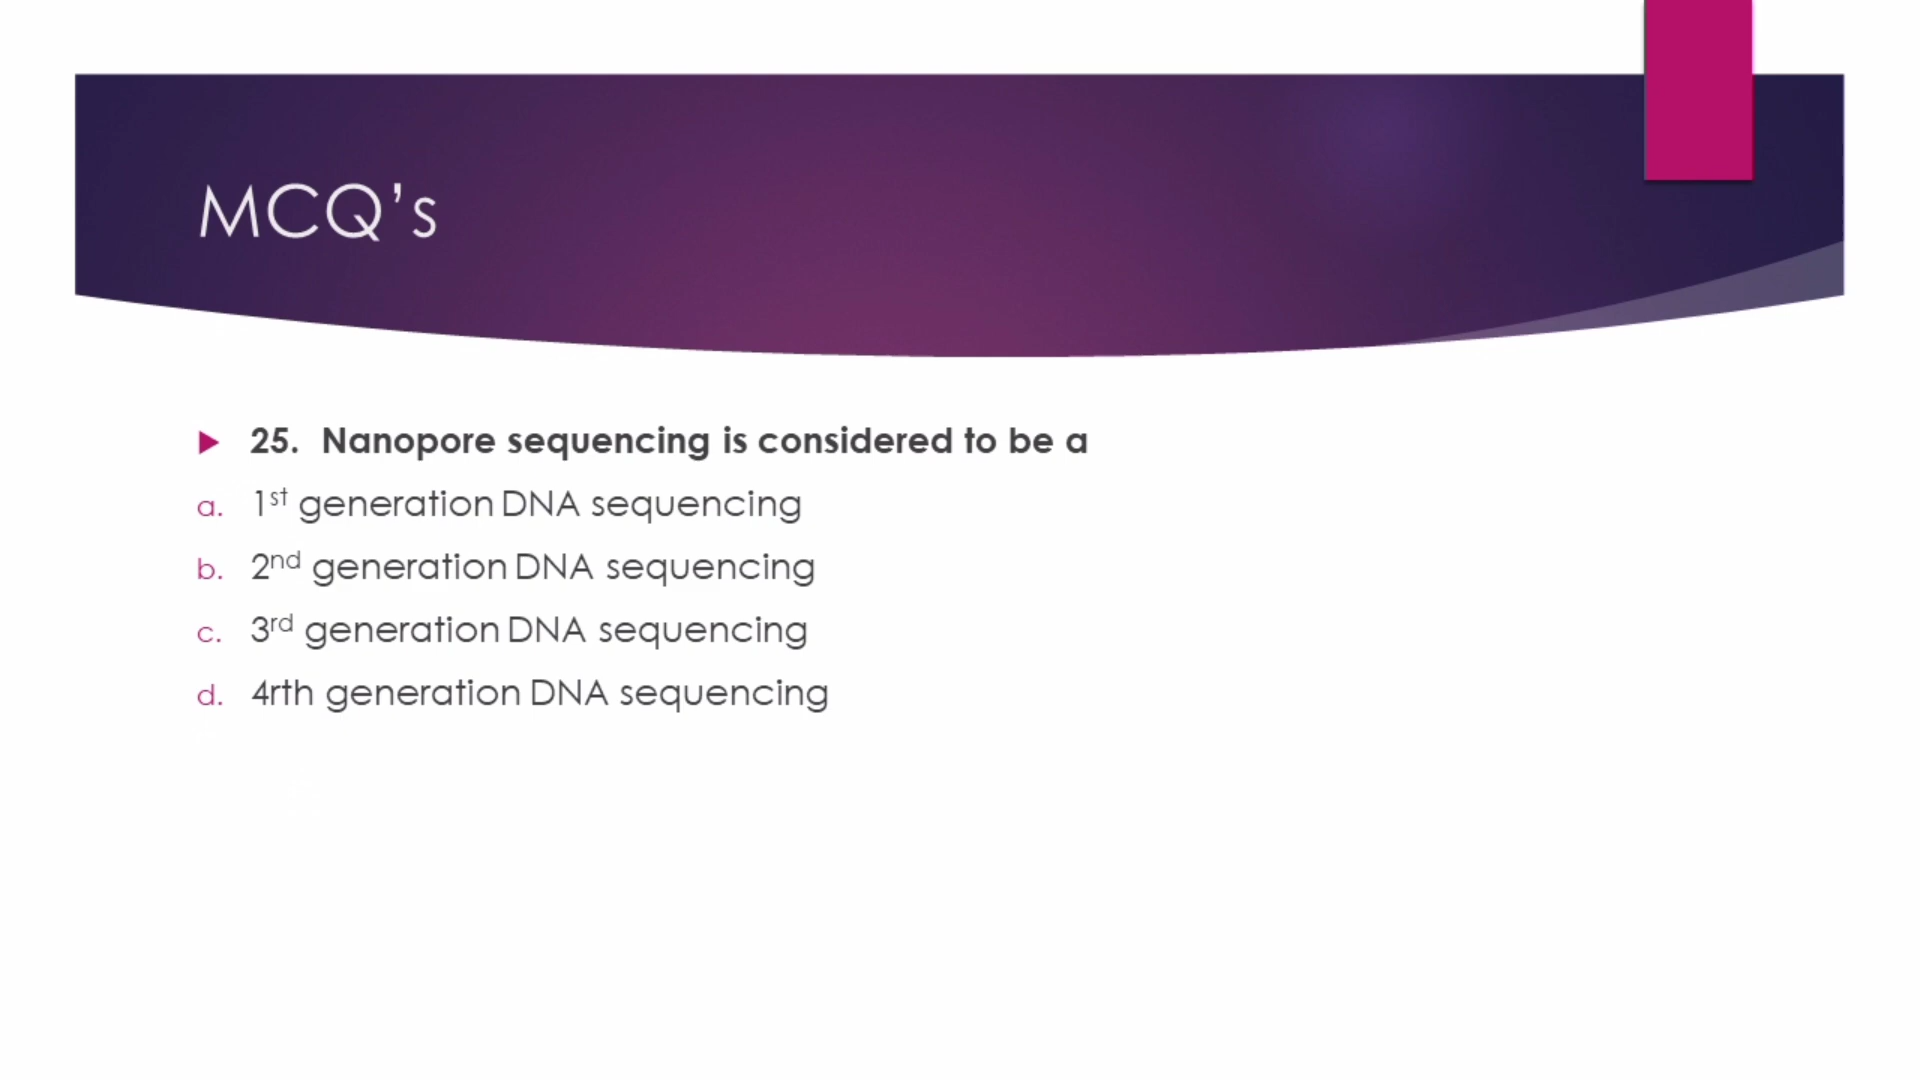 MCQ's
25. Nanopore sequencing is considered to be a
a. 1st generation DNA sequencing
b. 2nd generation DNA sequencing
c. 3rd generation DNA sequencing
d. 4rth generation DNA sequencing